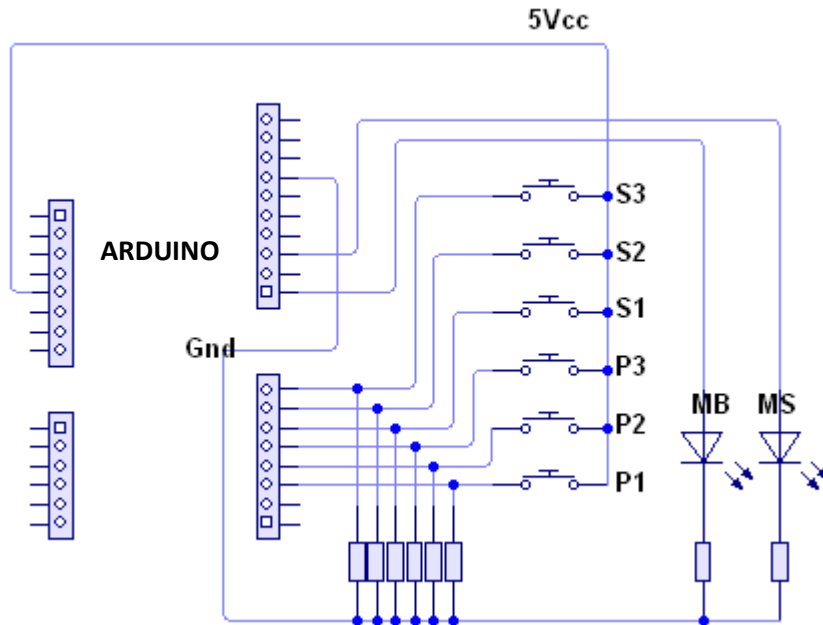 5Vcc
S3
ARDUINO
S2
S1
Gnd
P3
MB MS
P2
P1